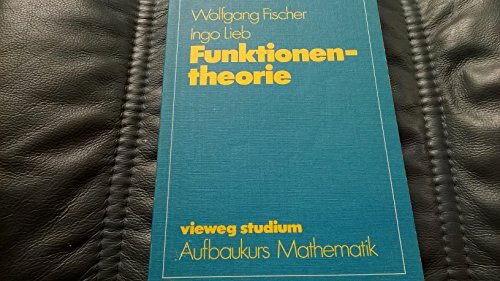 Wolfgang Fischer
Ingo Lieb
Funktionen-
theorie
vieweg studium
Aufbaukurs Mathematik